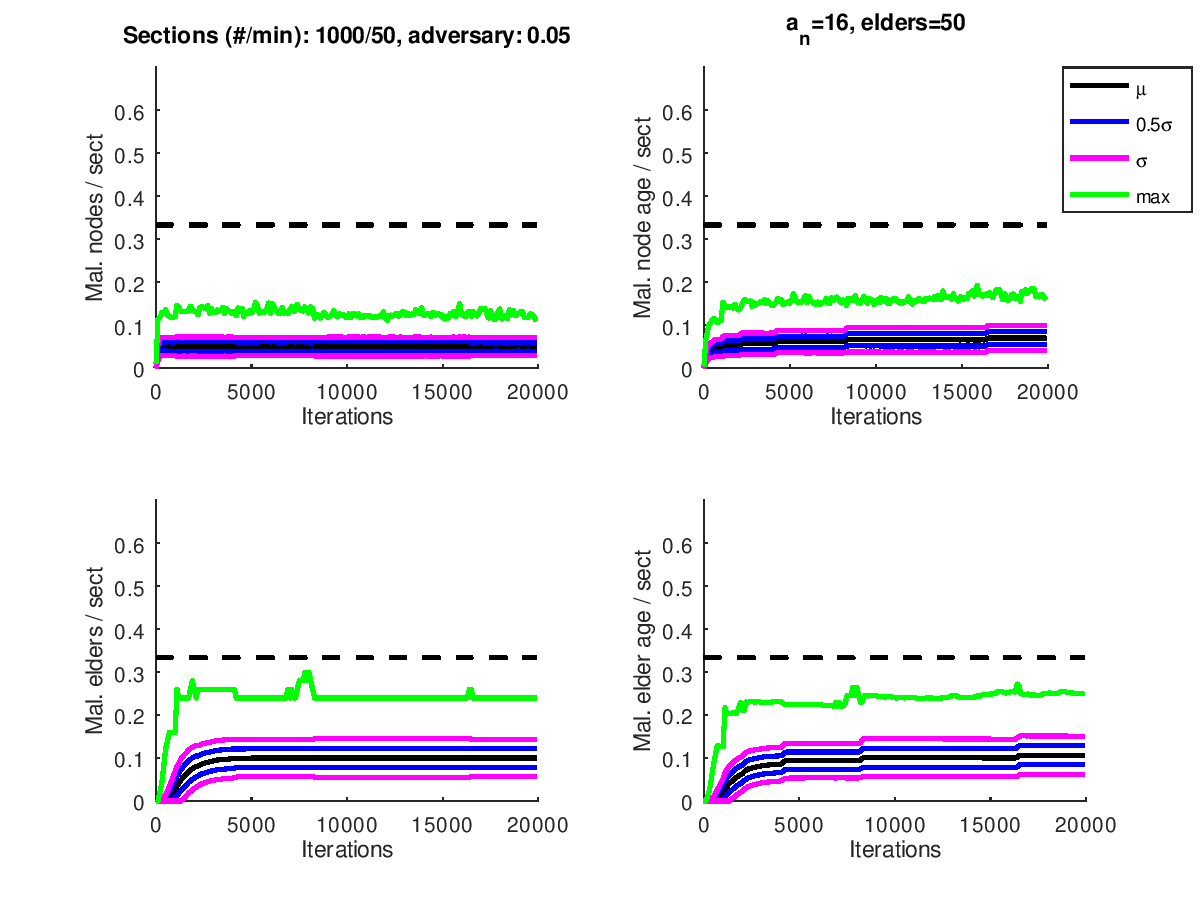 Sections (#/min): 1000/50, adversary: 0.05
Mal. nodes / sect
0.6
0.5
0.4
0.3
0.2
0.1
0
0 5000 10000 15000 20000
Iterations
a_n=16, elders=50
Mal. node age / sect
0.6
0.5
0.4
0.3
0.2
0.1
0
0 5000 10000 15000 20000
Iterations
μ
0.5σ
σ
max
Mal. elders / sect
0.6
0.5
0.4
0.3
0.2
0.1
0
0 5000 10000 15000 20000
Iterations
Mal. elder age / sect
0.6
0.5
0.4
0.3
0.2
0.1
0
0 5000 10000 15000 20000
Iterations